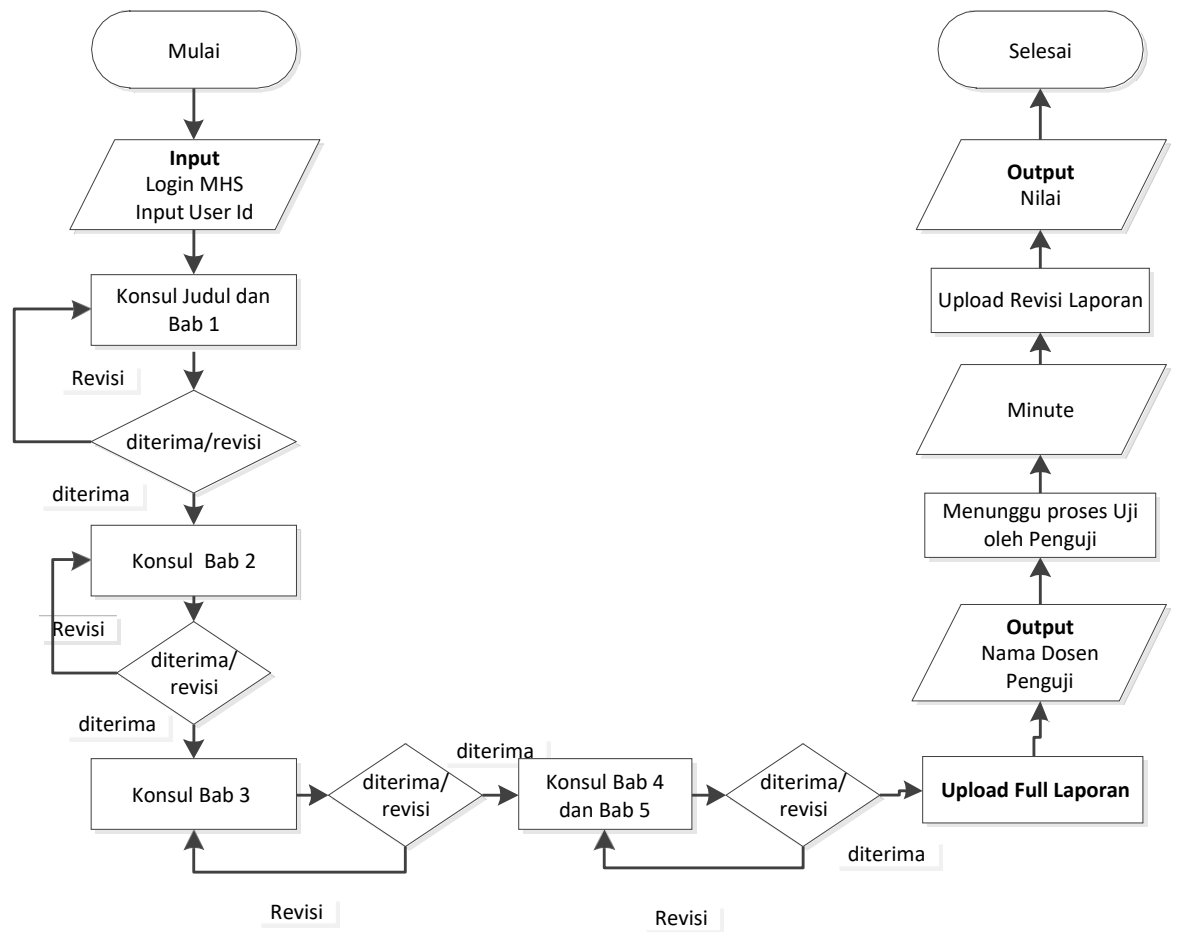 Mulai
Input
Login MHS
Input User Id
Konsul Judul dan
Bab 1
Revisi
diterima/revisi
diterima
Konsul  Bab 2
Revisi
diterima/
revisi
diterima
Konsul Bab 3
diterima/
revisi
Revisi
diterima
Konsul Bab 4
dan Bab 5
diterima/
revisi
Revisi
diterima
Upload Full Laporan
Output
Nama Dosen
Penguji
Menunggu proses Uji
oleh Penguji
Minute
Upload Revisi Laporan
Output
Nilai
Selesai